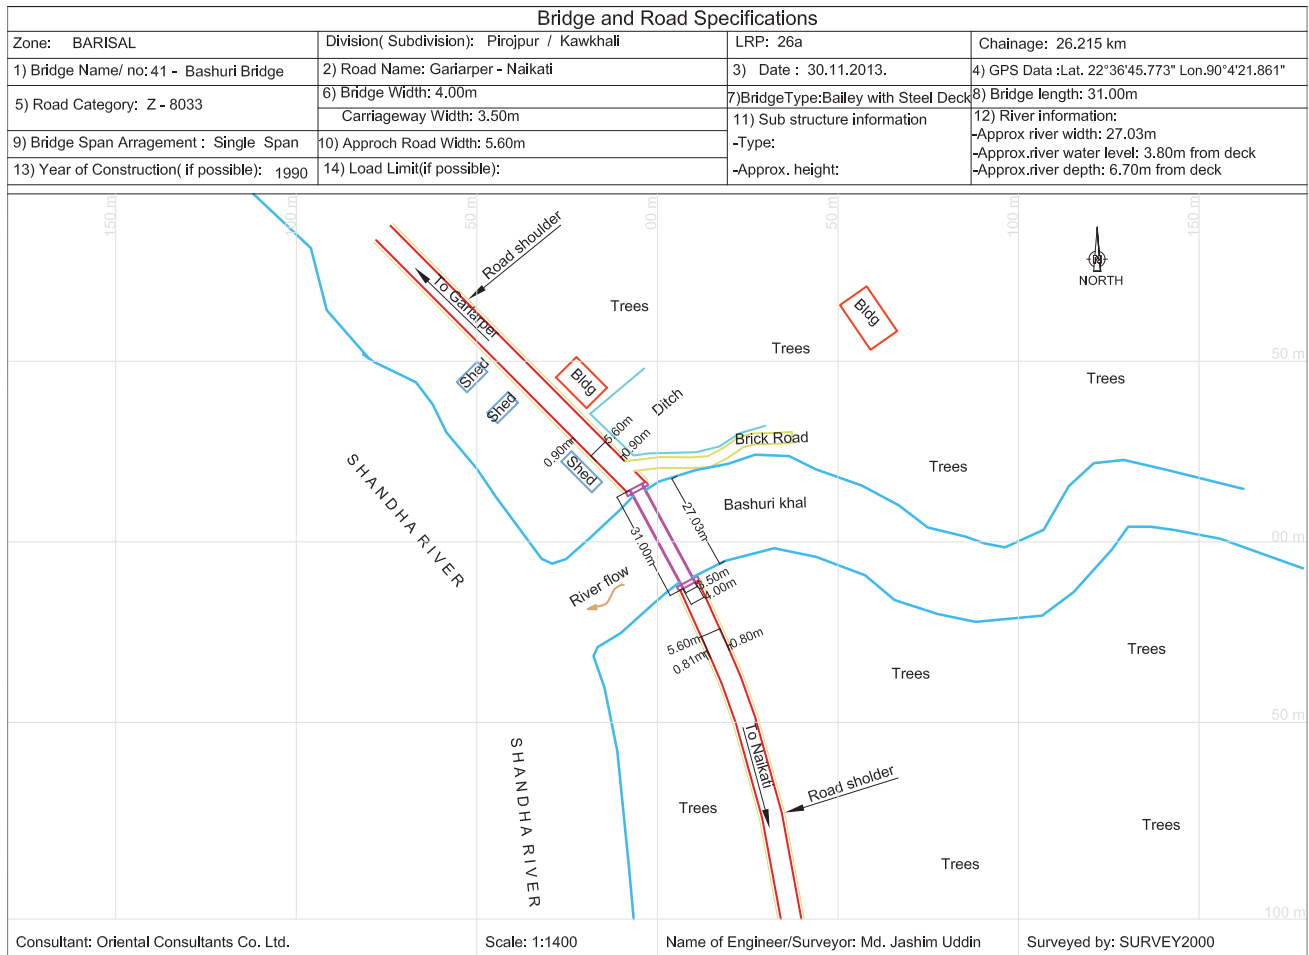 Bridge and Road Specifications
Zone: BARISAL
Division( Subdivision): Pirojpur / Kawkhali
LRP: 26a
Chainage: 26.215 km
1) Bridge Name/ no: 41 - Bashuri Bridge
2) Road Name: Gariarper - Naikati
3) Date : 30.11.2013.
4) GPS Data :Lat. 22°36'45.773" Lon.90°4'21.861"
5) Road Category: Z - 8033
6) Bridge Width: 4.00m
Carriageway Width: 3.50m
7)BridgeType:Bailey with Steel Deck
8) Bridge length: 31.00m
9) Bridge Span Arragement : Single Span
10) Approch Road Width: 5.60m
11) Sub structure information
-Type:
-Approx. height:
12) River information:
-Approx river width: 27.03m
-Approx.river water level: 3.80m from deck
-Approx.river depth: 6.70m from deck
13) Year of Construction( if possible): 1990
14) Load Limit(if possible):
150 m
100 m
50 m
00 m
50 m
100 m
150 m
Road shoulder
To Gariarper
NORTH
Trees
Bldg
Trees
50 m
Trees
Shed
Bldg
Shed
Ditch
5.60m
0.90m
0.90m
Brick Road
Shed
Trees
SHANDHA RIVER
Bashuri khal
27.03m
31.00m
00 m
River flow
3.50m
4.00m
5.60m
0.80m
0.81m
Trees
Trees
50 m
To Naikati
SHANDHA RIVER
Road sholder
Trees
Trees
Trees
100 m
Consultant: Oriental Consultants Co. Ltd.
Scale: 1:1400
Name of Engineer/Surveyor: Md. Jashim Uddin
Surveyed by: SURVEY2000